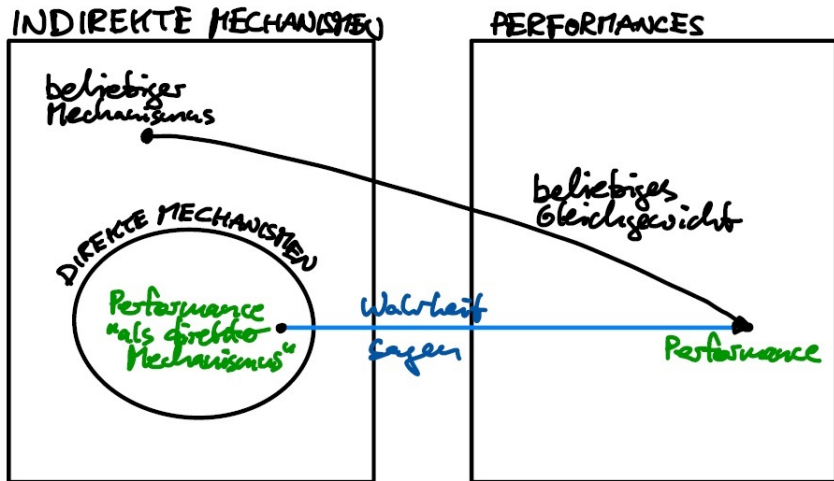 INDIREKTE MECHANISMEN
PERFORMANCES
beliebiger
Mechanismus
beliebiges
Gleichgewicht
DIREKTE MECHANISMEN
Performance
"als direkter
Mechanismus"
Wahrheit
sagen
Performance